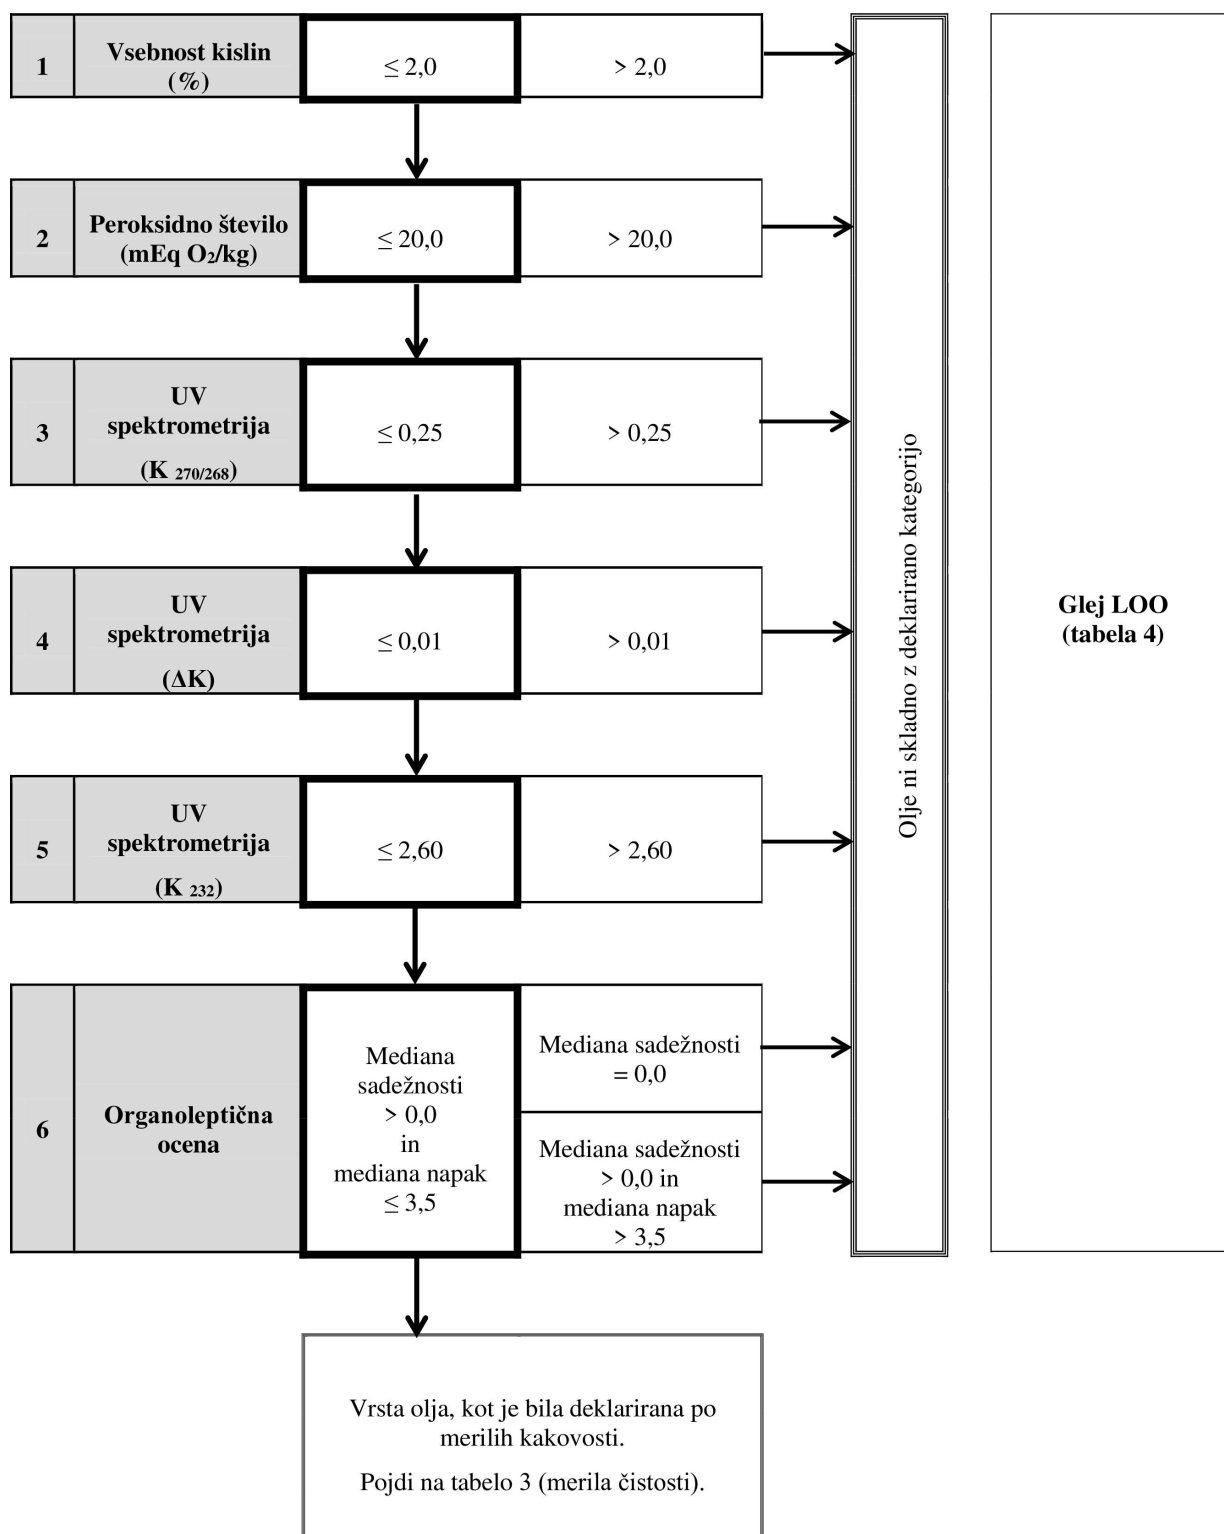 1
Vsebnost kislin
(%)
≤ 2,0
> 2,0
2
Peroksidno število
(mEq O₂/kg)
≤ 20,0
> 20,0
3
UV
spektrometrija
(K 270/268)
≤ 0,25
> 0,25
4
UV
spektrometrija
(ΔK)
≤ 0,01
> 0,01
5
UV
spektrometrija
(K 232)
≤ 2,60
> 2,60
6
Organoleptična
ocena
Mediana
sadežnosti
> 0,0
in
mediana napak
≤ 3,5
Mediana sadežnosti
= 0,0
Mediana sadežnosti
> 0,0 in
mediana napak
> 3,5
Olje ni skladno z deklarirano kategorijo
Glej LOO
(tabela 4)
Vrsta olja, kot je bila deklarirana po
merilih kakovosti.
Pojdi na tabelo 3 (merila čistosti).